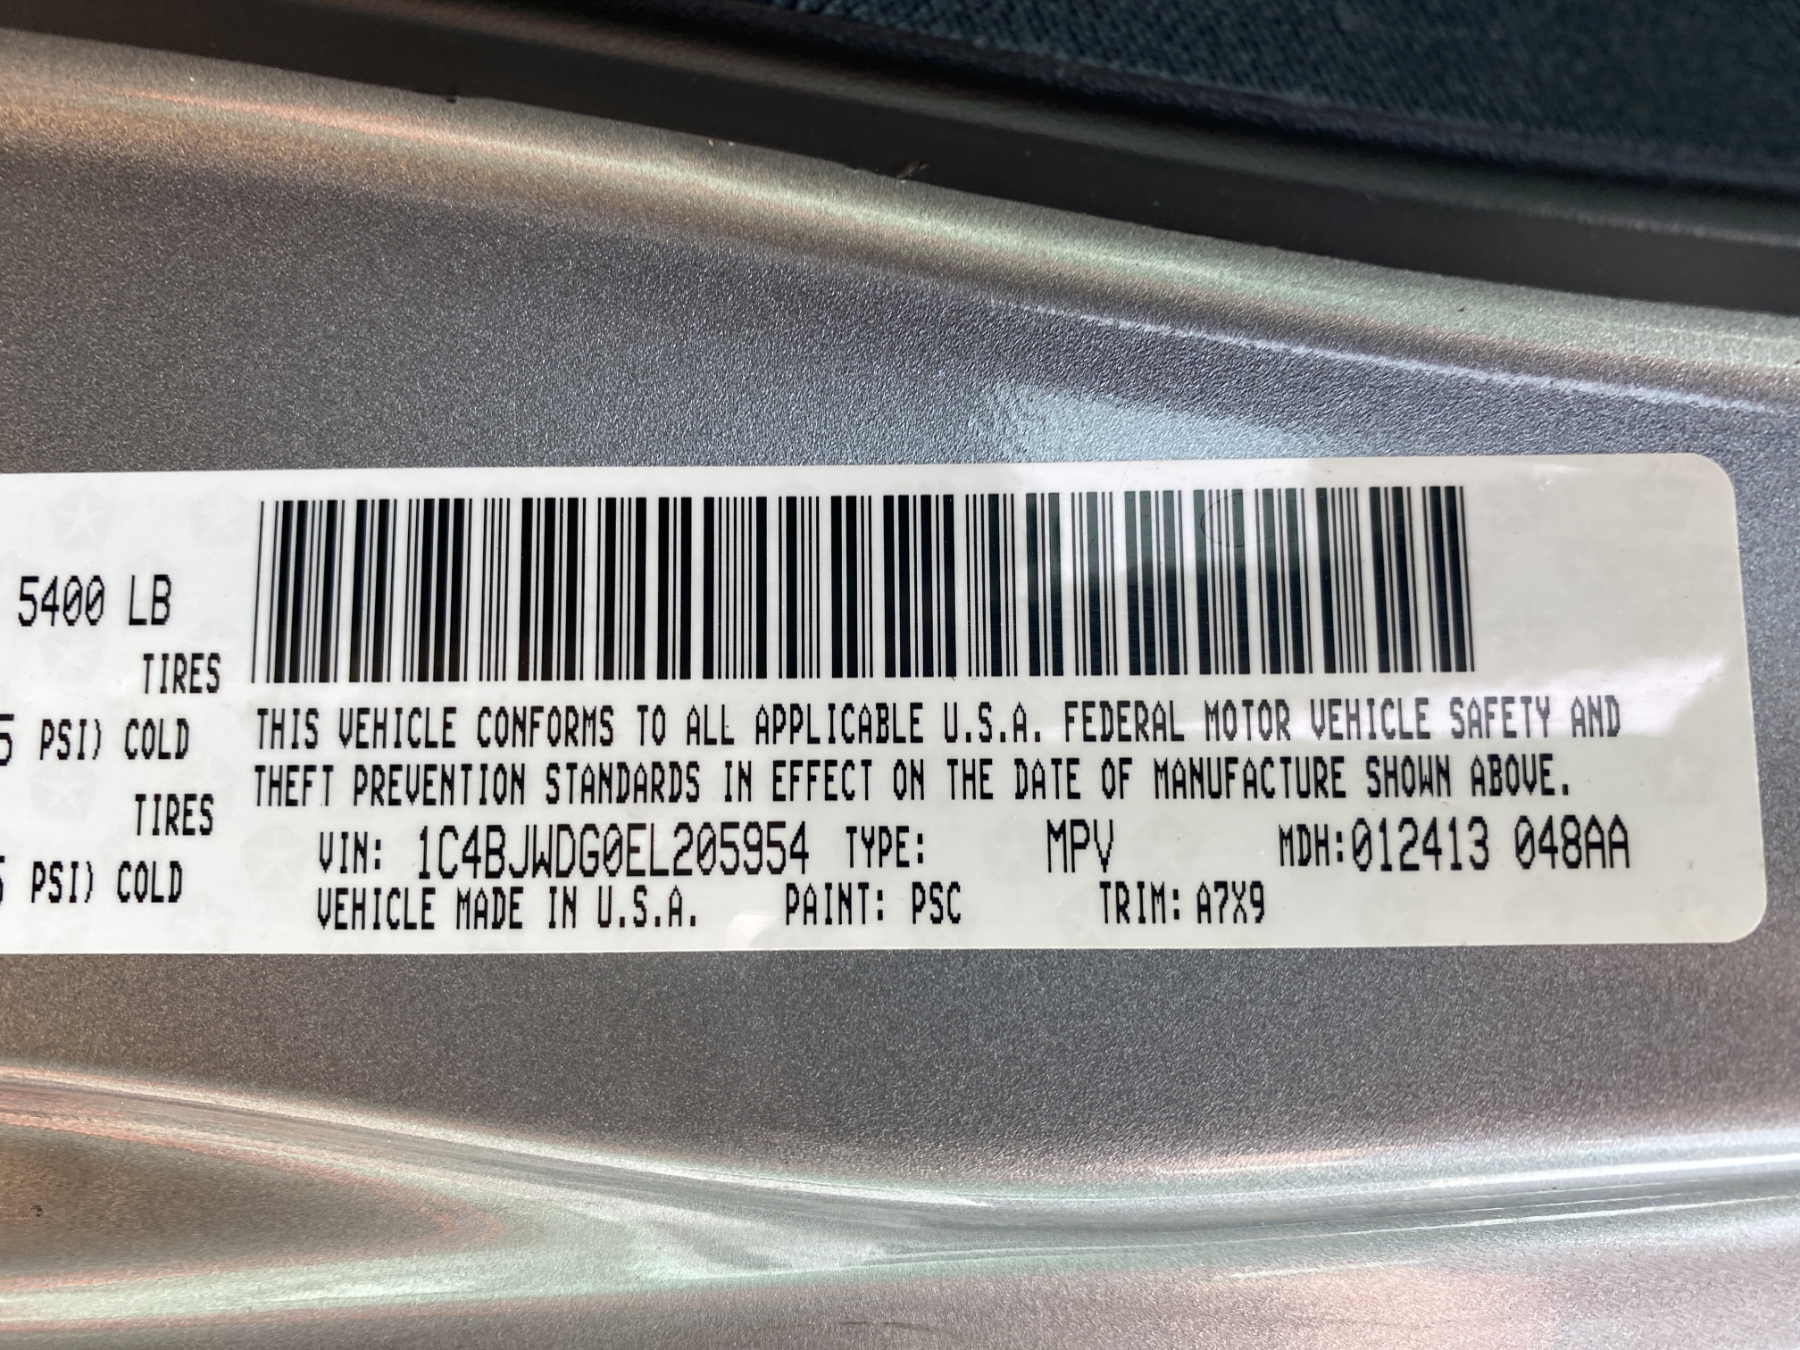 5400 LB
TIRES
5 PSI) COLD
TIRES
5 PSI) COLD
THIS VEHICLE CONFORMS TO ALL APPLICABLE U.S.A. FEDERAL MOTOR VEHICLE SAFETY AND
THEFT PREVENTION STANDARDS IN EFFECT ON THE DATE OF MANUFACTURE SHOWN ABOVE.
VIN: 1C4BJWDG0EL205954 TYPE: MPV MDH:012413 048AA
VEHICLE MADE IN U.S.A. PAINT: PSC TRIM: A7X9